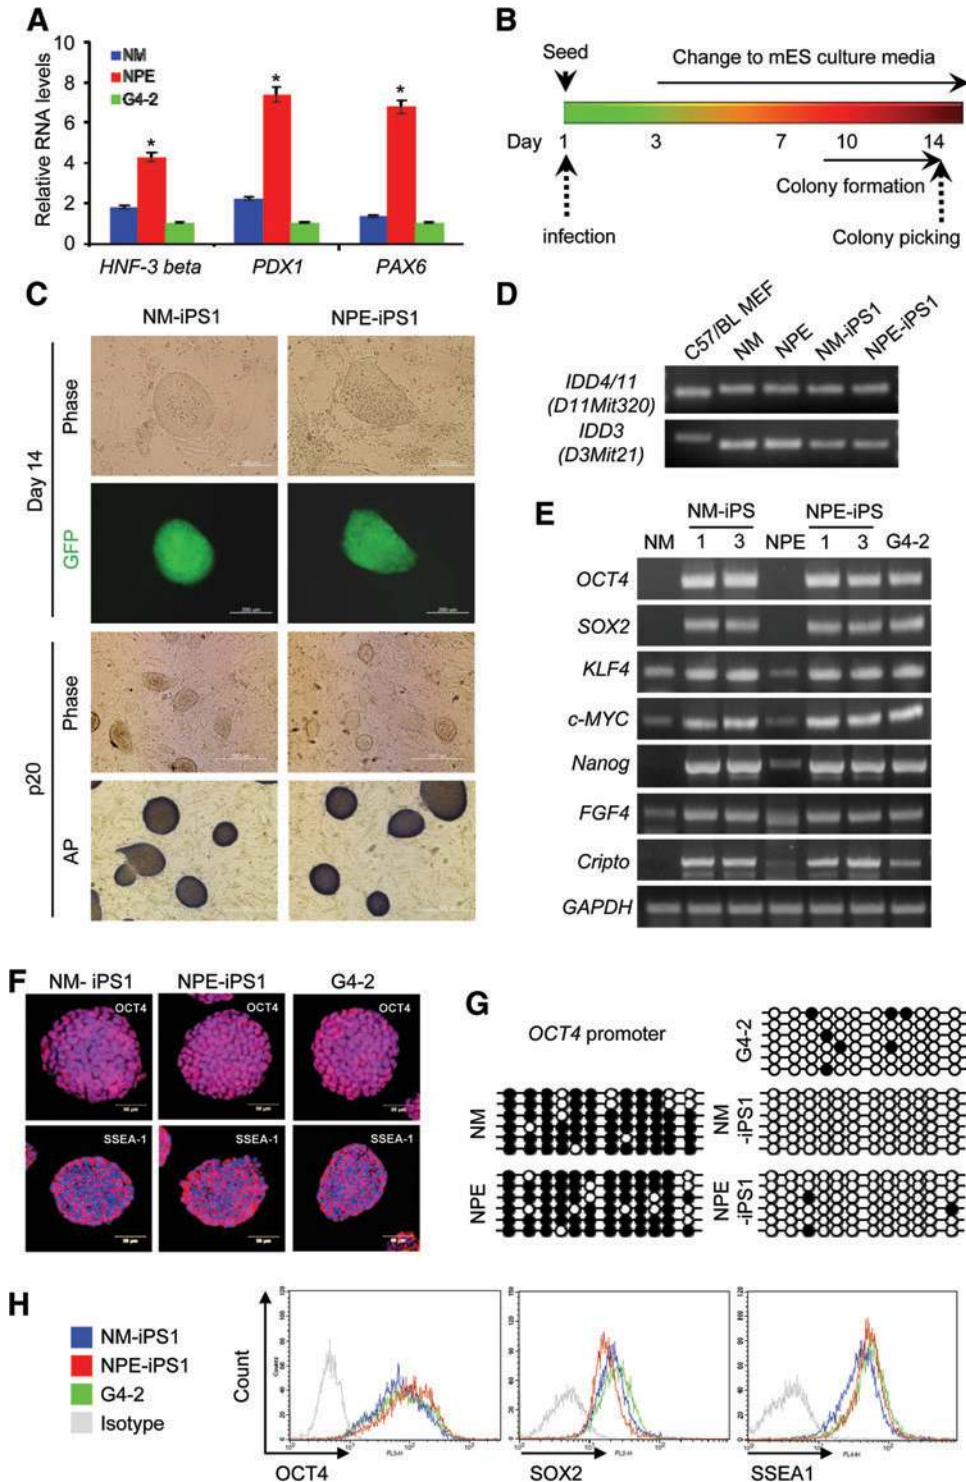 A
Relative RNA levels
10
8
6
4
2
0
NM
NPE
G4-2
*
*
*
HNF-3 beta
PDX1
PAX6
B
Seed
Change to mES culture media
Day 1 3 7 10 14
Colony formation
infection
Colony picking
C
NM-iPS1 NPE-iPS1
Day 14
Phase
GFP
p20
Phase
AP
D
C57/BL MEF
NM
NPE
NM-iPS1
NPE-iPS1
IDD4/11
(D11Mit320)
IDD3
(D3Mit21)
E
NM-iPS NPE-iPS
NM 1 3 NPE 1 3 G4-2
OCT4
SOX2
KLF4
c-MYC
Nanog
FGF4
Cripto
GAPDH
F
NM- iPS1 NPE-iPS1 G4-2
OCT4 OCT4 OCT4
SSEA-1 SSEA-1 SSEA-1
G
OCT4 promoter
G4-2
NM
NM
-iPS1
NPE
NPE
-iPS1
H
NM-iPS1
NPE-iPS1
G4-2
Isotype
Count
OCT4
SOX2
SSEA1